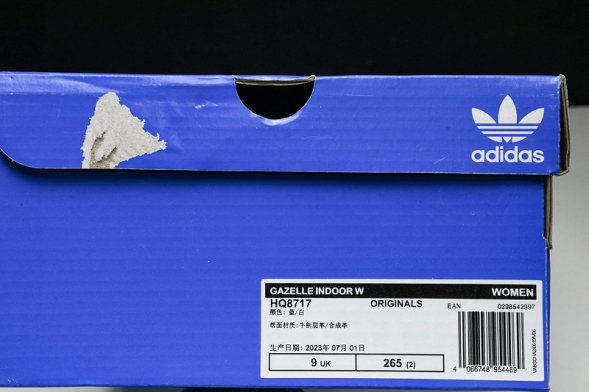 adidas
GAZELLE INDOOR W WOMEN
HQ8717 ORIGINALS EAN 0298542997
颜色: 蓝/白
帮面材质: 牛剖层革/合成革
生产日期: 2023年 07月 01日
9 UK 265 (2)
4 066748 954469